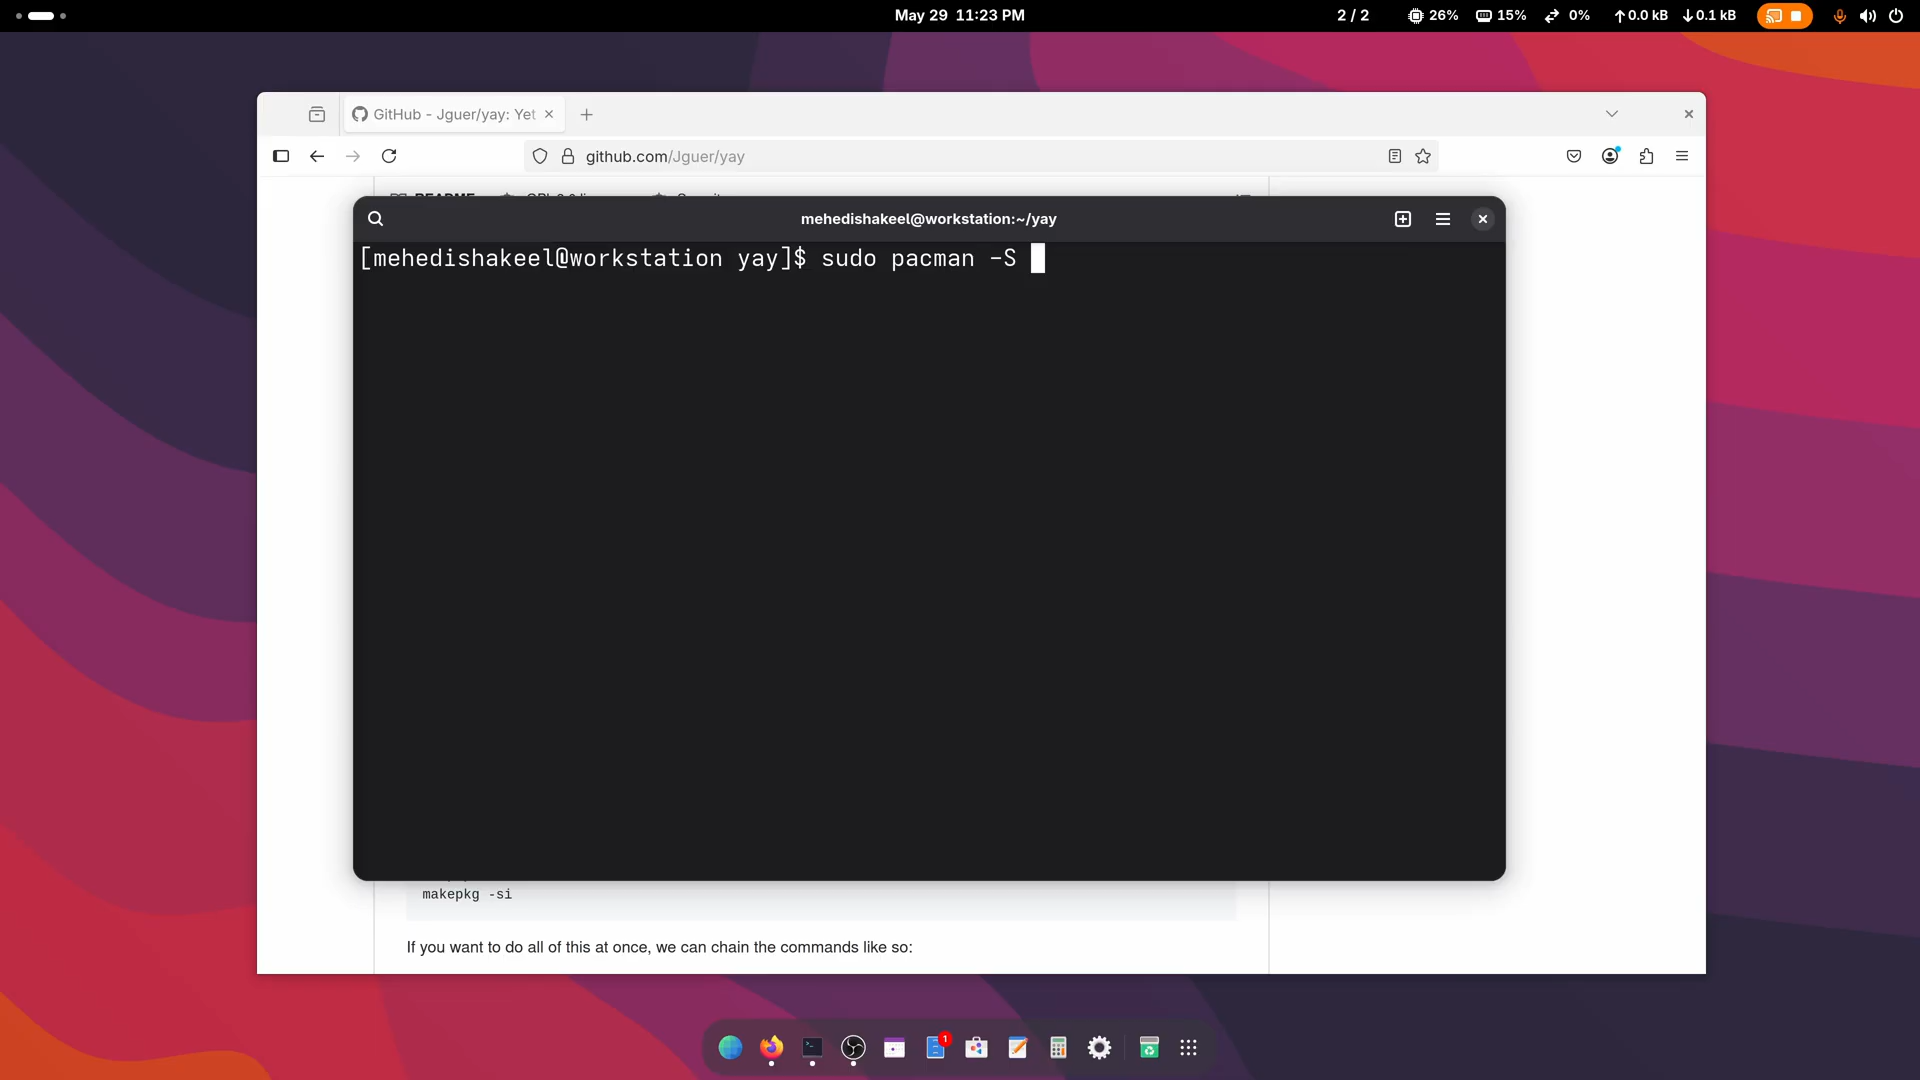 May 29 11:23 PM
2 / 2
26%
15%
0%
0.0 kB
0.1 kB
GitHub - Jguer/yay: Yet
github.com/Jguer/yay
README
mehedishakeel@workstation:~/yay
[mehedishakeel@workstation yay]$ sudo pacman -S
makepkg -si
If you want to do all of this at once, we can chain the commands like so:
1